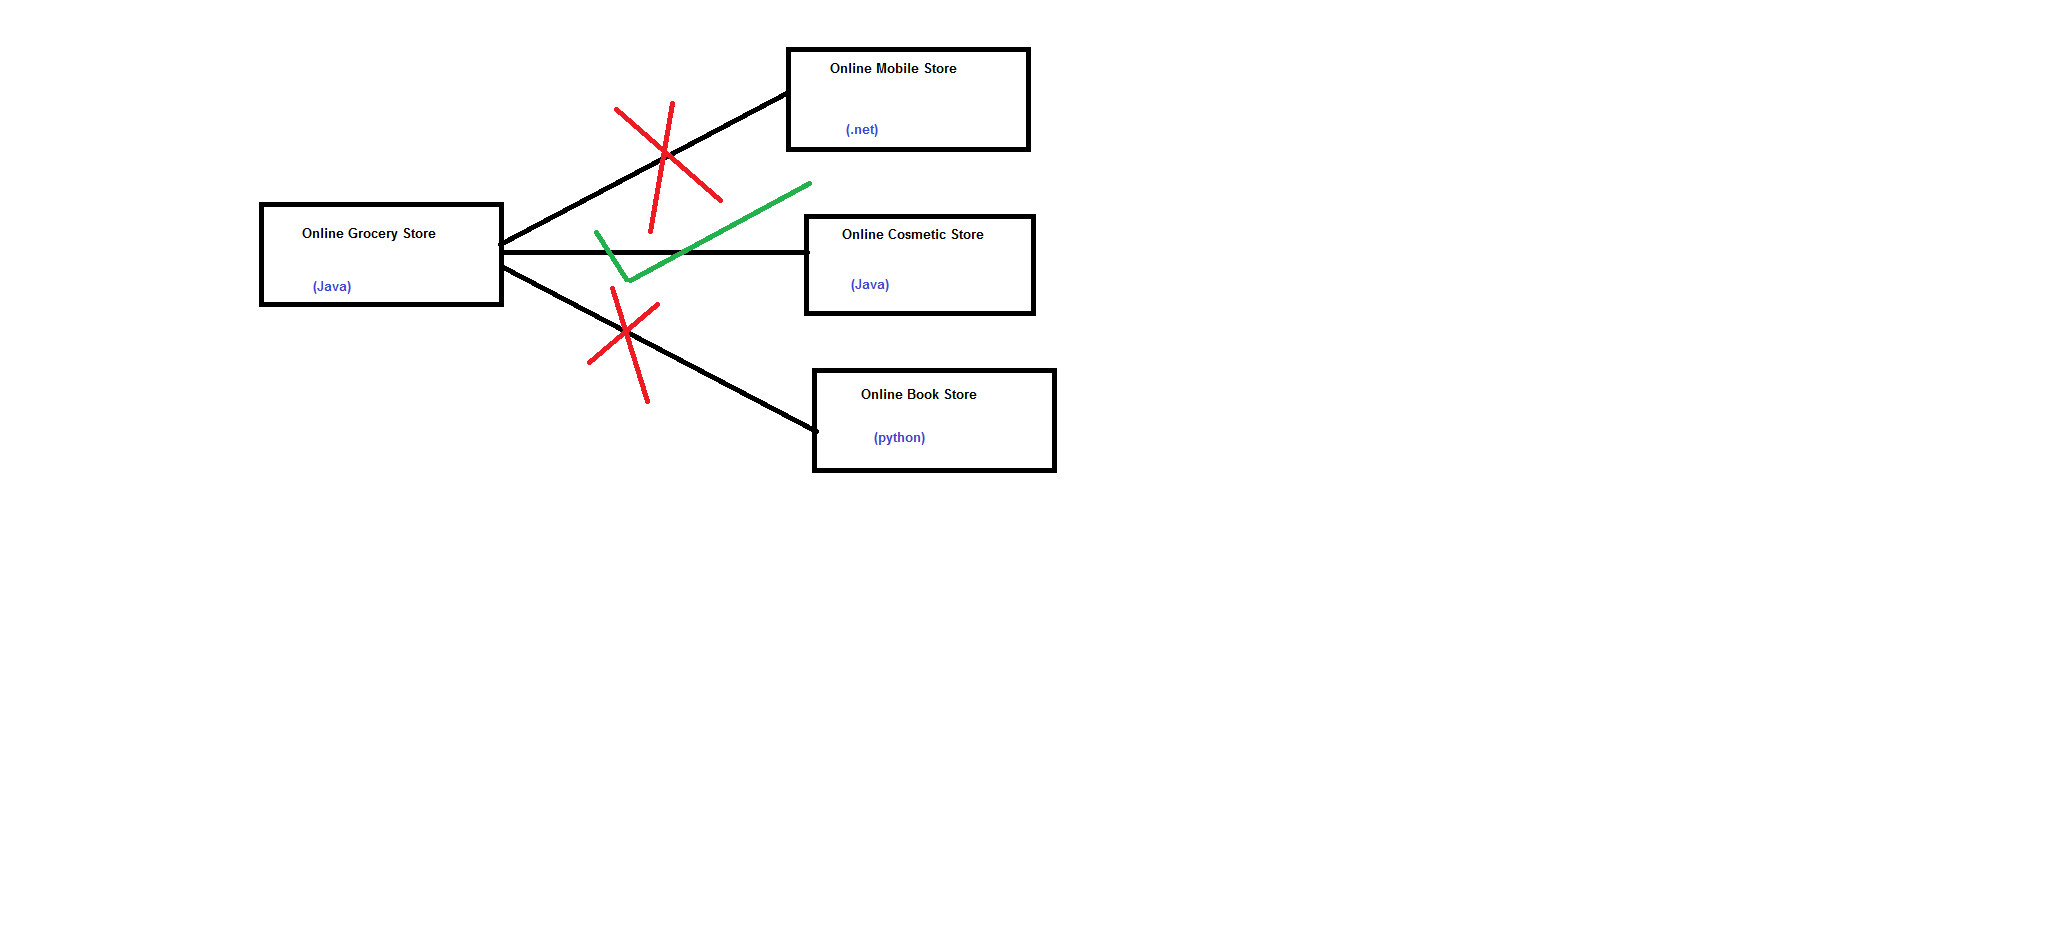 Online Mobile Store
(.net)
Online Grocery Store
(Java)
Online Cosmetic Store
(Java)
Online Book Store
(python)